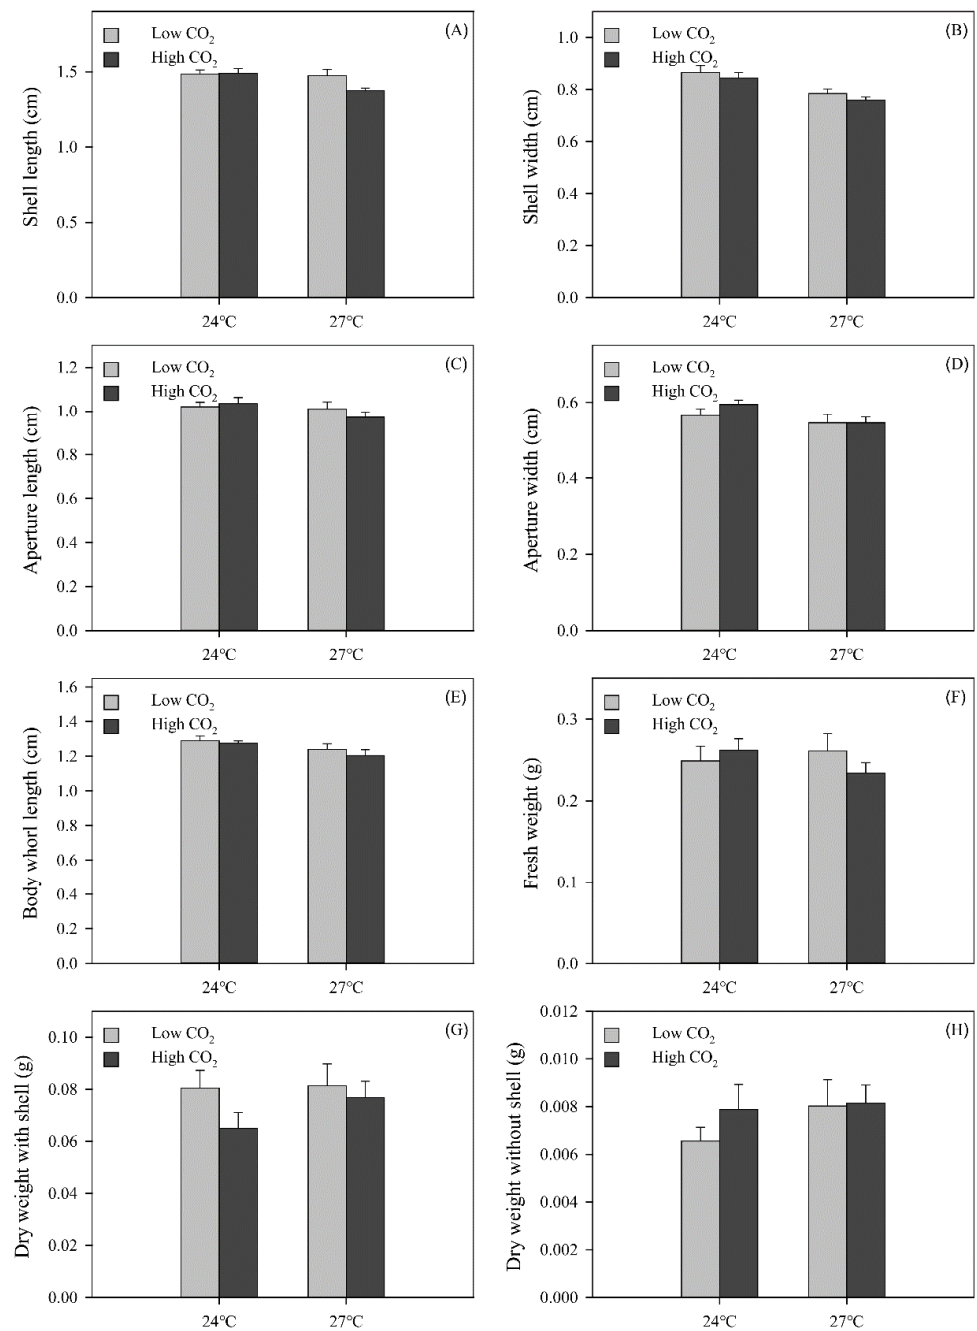 (A)
Low CO2
High CO2
Shell length (cm)
1.5
1.0
0.5
0.0
24°C
27°C
(B)
Low CO2
High CO2
Shell width (cm)
1.0
0.8
0.6
0.4
0.2
0.0
24°C
27°C
(C)
Low CO2
High CO2
Aperture length (cm)
1.2
1.0
0.8
0.6
0.4
0.2
0.0
24°C
27°C
(D)
Low CO2
High CO2
Aperture width (cm)
0.6
0.4
0.2
0.0
24°C
27°C
(E)
Low CO2
High CO2
Body whorl length (cm)
1.6
1.4
1.2
1.0
0.8
0.6
0.4
0.2
0.0
24°C
27°C
(F)
Low CO2
High CO2
Fresh weight (g)
0.3
0.2
0.1
0.0
24°C
27°C
(G)
Low CO2
High CO2
Dry weight with shell (g)
0.10
0.08
0.06
0.04
0.02
0.00
24°C
27°C
(H)
Low CO2
High CO2
Dry weight without shell (g)
0.012
0.010
0.008
0.006
0.004
0.002
0.000
24°C
27°C